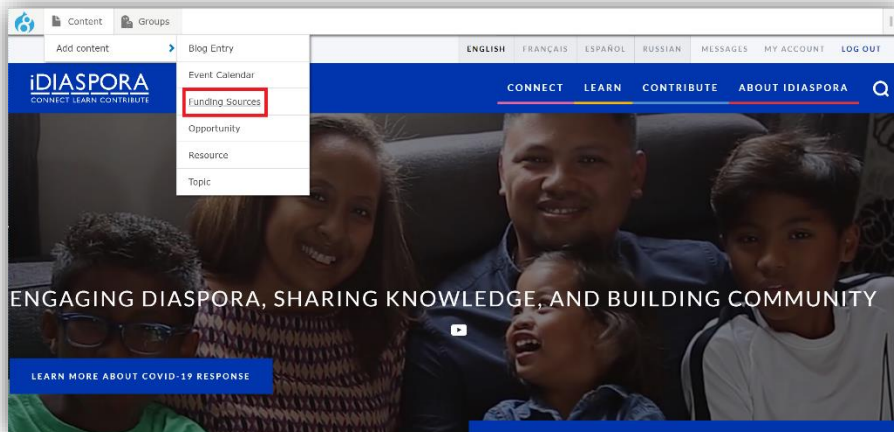 Content
Groups
Add content
Blog Entry
Event Calendar
Funding Sources
Opportunity
Resource
Topic
ENGLISH FRANÇAIS ESPAÑOL RUSSIAN MESSAGES MY ACCOUNT LOG OUT
iDIASPORA
CONNECT LEARN CONTRIBUTE
CONNECT LEARN CONTRIBUTE ABOUT IDIASPORA
ENGAGING DIASPORA, SHARING KNOWLEDGE, AND BUILDING COMMUNITY
LEARN MORE ABOUT COVID-19 RESPONSE